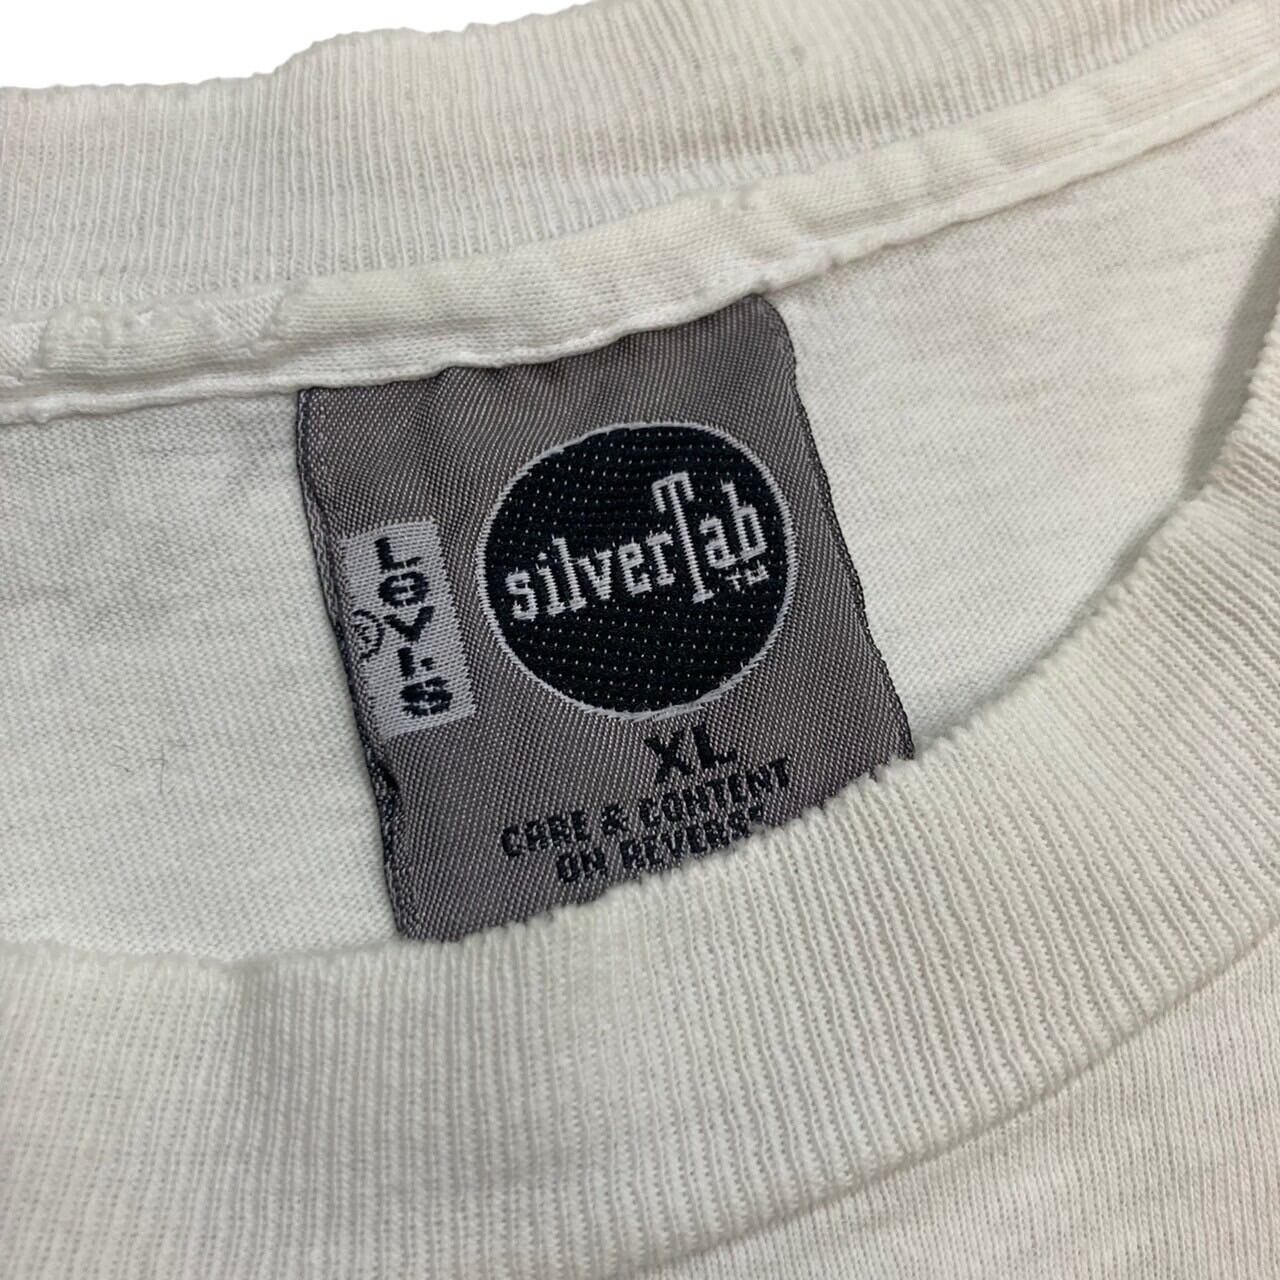 LEVI'S
®
silverTab
TM
XL
CARE & CONTENT
ON REVERSE